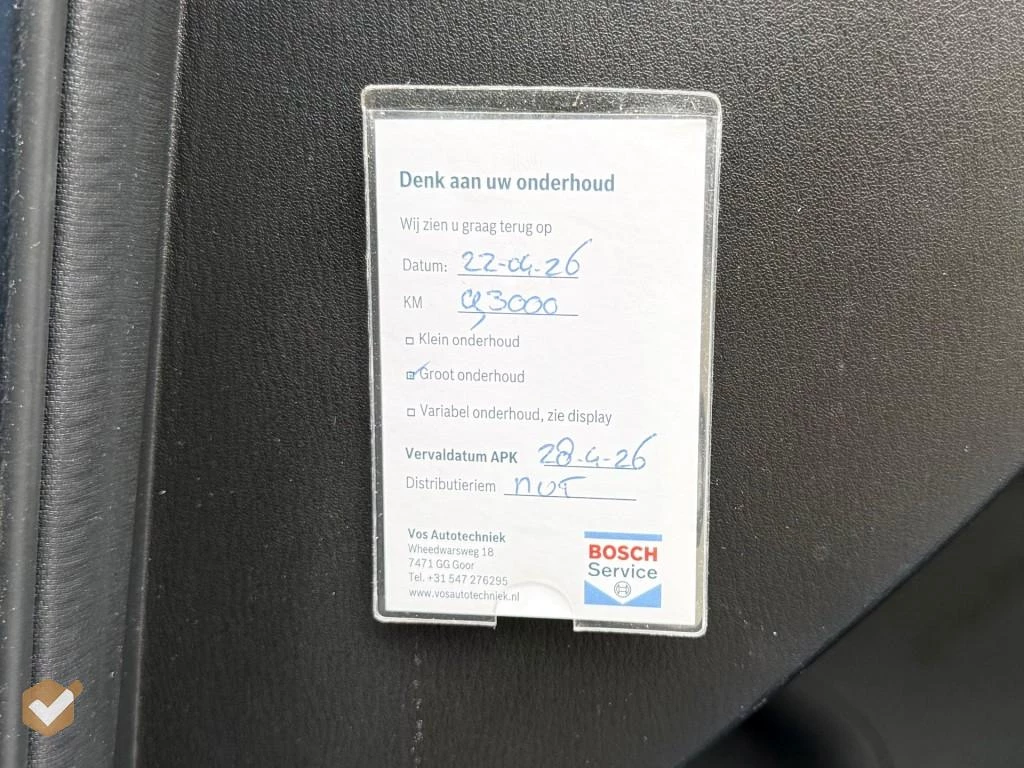 Denk aan uw onderhoud
Wij zien u graag terug op
Datum: 22-04-26
KM 93000
Klein onderhoud
Groot onderhoud
Variabel onderhoud, zie display
Vervaldatum APK 28-4-26
Distributieriem
Vos Autotechniek
Wheedwarsweg 18
7471 GG Goor
Tel. +31 547 276295
www.vosautotechniek.nl
BOSCH
Service